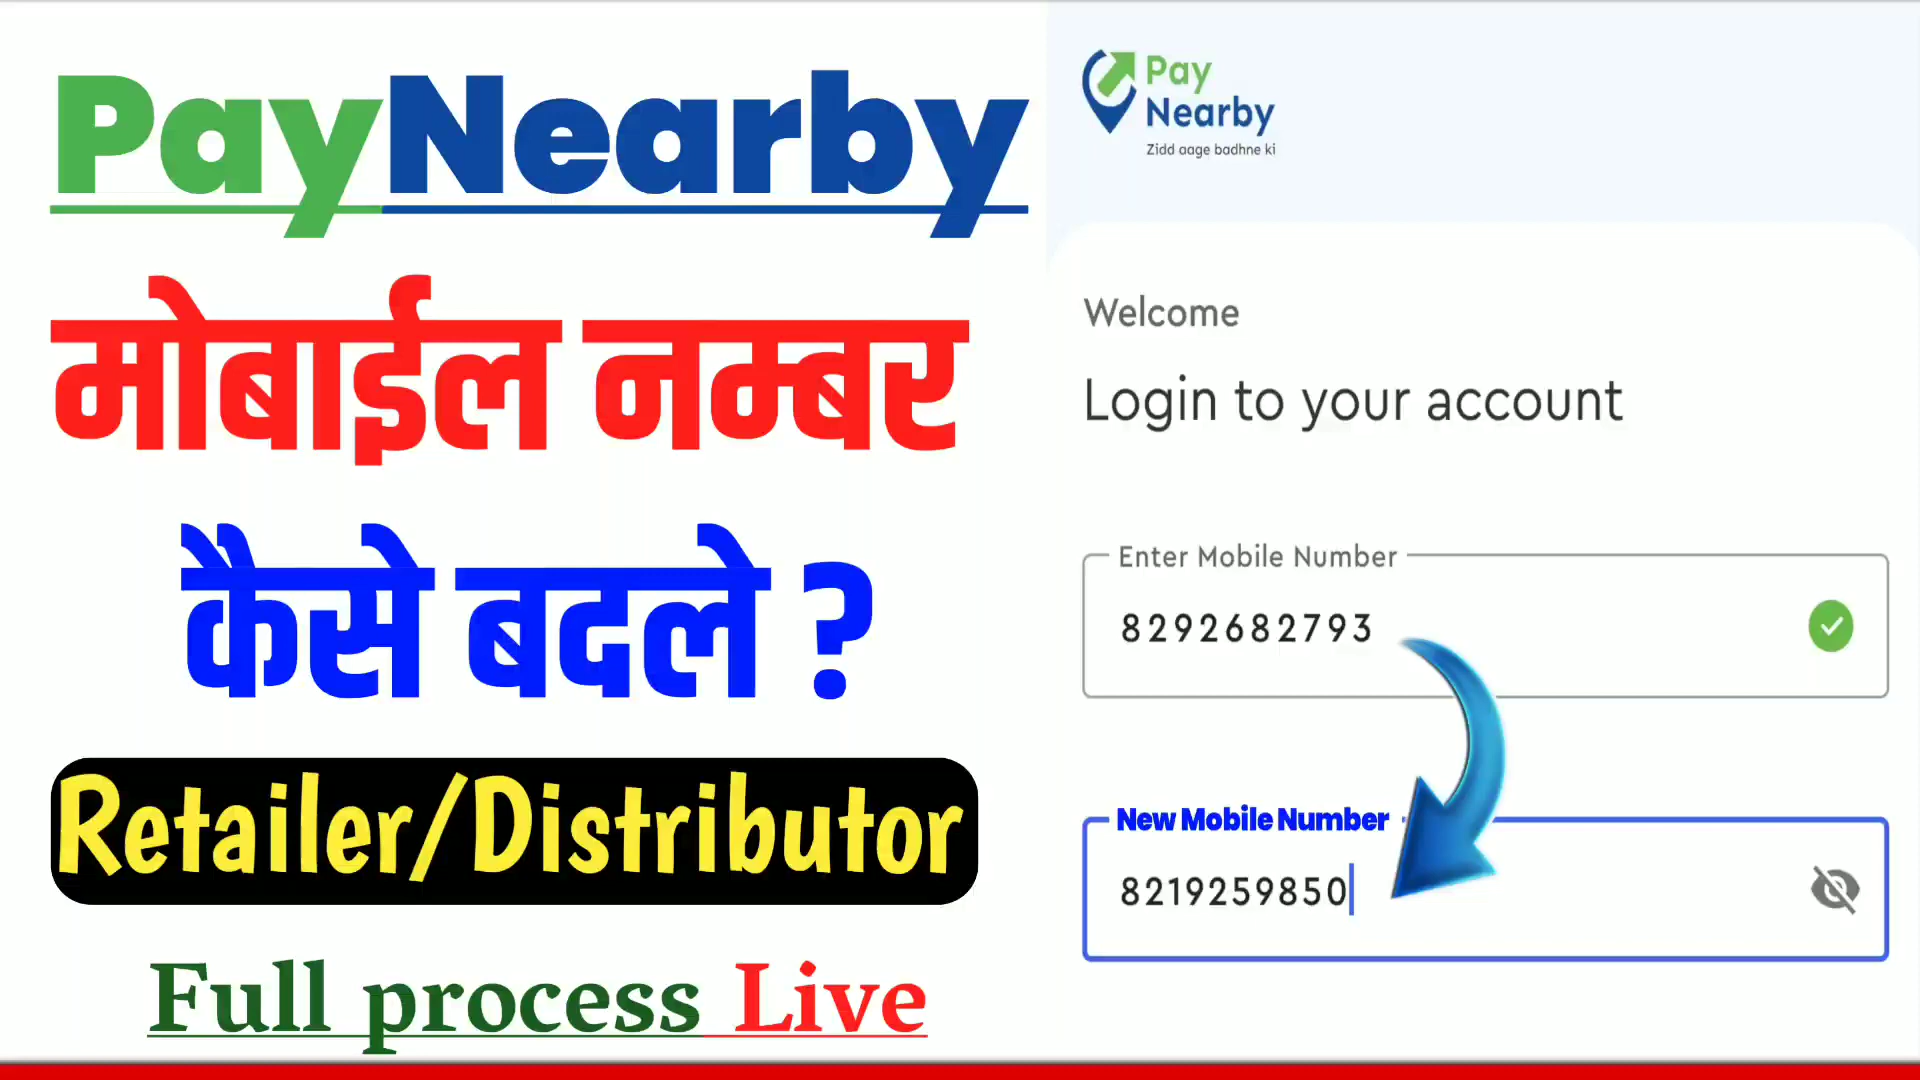 PayNearby
मोबाईल नम्बर
कैसे बदले ?
Retailer/Distributor
Full process Live
Pay
Nearby
Zidd aage badhne ki
Welcome
Login to your account
Enter Mobile Number
8292682793
New Mobile Number
8219259850